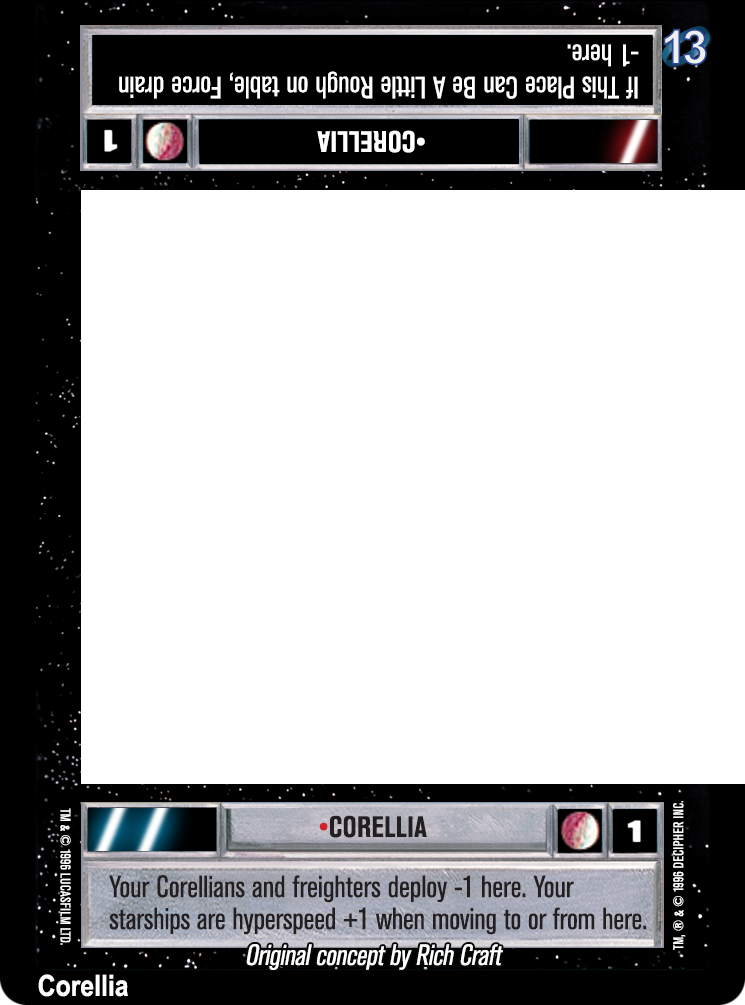 13
If This Place Can Be A Little Rough on table, Force drain
-1 here.
•CORELLIA
1
•CORELLIA
1
Your Corellians and freighters deploy -1 here. Your
starships are hyperspeed +1 when moving to or from here.
TM & © 1996 LUCASFILM LTD.
TM, ® & © 1996 DECIPHER INC.
Original concept by Rich Craft
Corellia